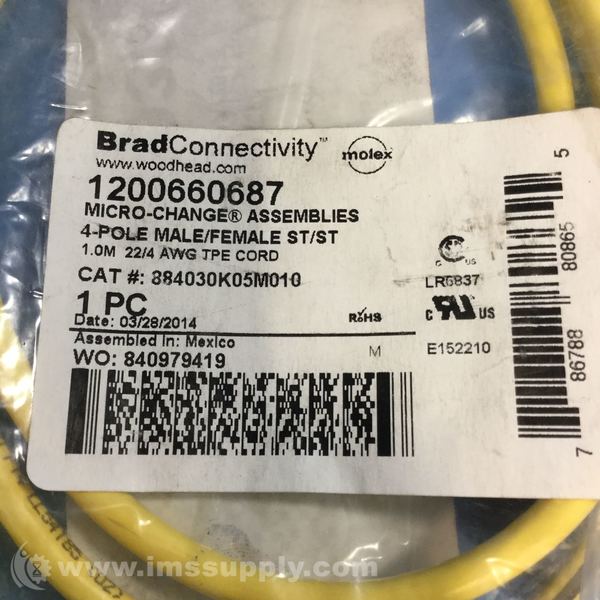 BradConnectivity™
www.woodhead.com
molex
1200660687
MICRO-CHANGE® ASSEMBLIES
4-POLE MALE/FEMALE ST/ST
1.0M 22/4 AWG TPE CORD
CAT #: 884030K05M010
1 PC
Date: 03/28/2014
RoHS
Assembled in: Mexico
WO: 840979419
M
C US
LR6837
C US
E152210
7 86788 80865 5
www.imssupply.com